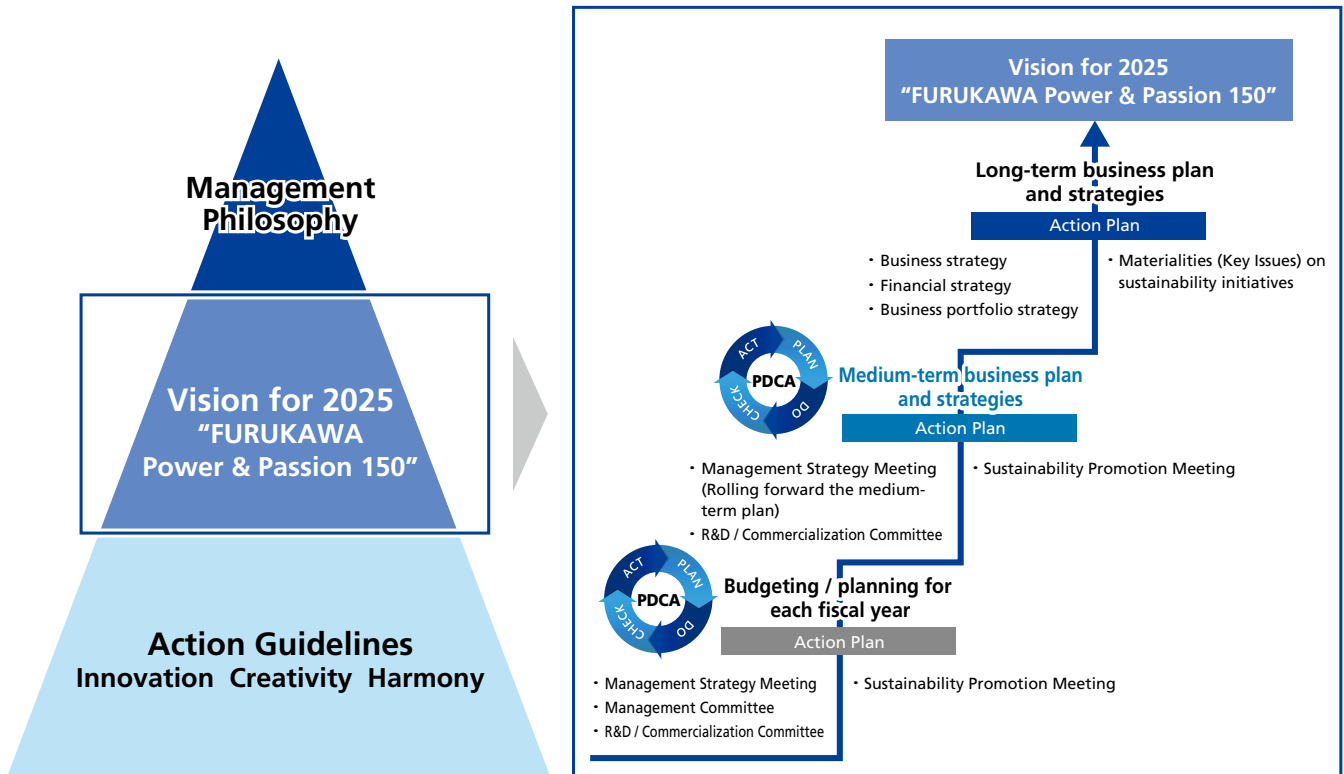 Management
Philosophy
Vision for 2025
“FURUKAWA
Power & Passion 150”
Action Guidelines
Innovation Creativity Harmony
Vision for 2025
“FURUKAWA Power & Passion 150”
Long-term business plan
and strategies
Action Plan
・Business strategy
・Financial strategy
・Business portfolio strategy
・Materialities (Key Issues) on
sustainability initiatives
ACT
PLAN
DO
CHECK
PDCA
Medium-term business plan
and strategies
Action Plan
・Management Strategy Meeting
(Rolling forward the medium-
term plan)
・R&D / Commercialization Committee
・Sustainability Promotion Meeting
ACT
PLAN
DO
CHECK
PDCA
Budgeting / planning for
each fiscal year
Action Plan
・Management Strategy Meeting
・Management Committee
・R&D / Commercialization Committee
・Sustainability Promotion Meeting